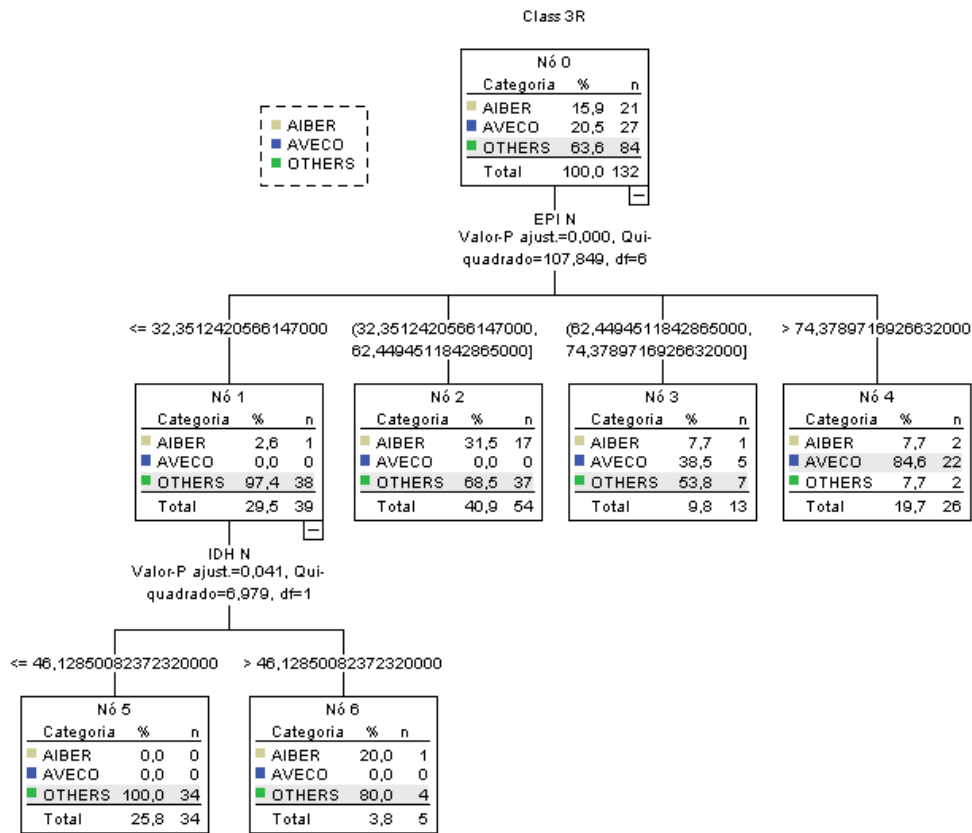 Class 3R
AIBER
AVECO
OTHERS
Nó 0
Categoria % n
AIBER 15,9 21
AVECO 20,5 27
OTHERS 63,6 84
Total 100,0 132
EPI N
Valor-P ajust.=0,000, Qui-
quadrado=107,849, df=6
<= 32,3512420566147000
(32,3512420566147000,
62,4494511842865000]
(62,4494511842865000,
74,3789716926632000]
> 74,3789716926632000
Nó 1
Categoria % n
AIBER 2,6 1
AVECO 0,0 0
OTHERS 97,4 38
Total 29,5 39
Nó 2
Categoria % n
AIBER 31,5 17
AVECO 0,0 0
OTHERS 68,5 37
Total 40,9 54
Nó 3
Categoria % n
AIBER 7,7 1
AVECO 38,5 5
OTHERS 53,8 7
Total 9,8 13
Nó 4
Categoria % n
AIBER 7,7 2
AVECO 84,6 22
OTHERS 7,7 2
Total 19,7 26
IDH N
Valor-P ajust.=0,041, Qui-
quadrado=6,979, df=1
<= 46,12850082372320000
> 46,12850082372320000
Nó 5
Categoria % n
AIBER 0,0 0
AVECO 0,0 0
OTHERS 100,0 34
Total 25,8 34
Nó 6
Categoria % n
AIBER 20,0 1
AVECO 0,0 0
OTHERS 80,0 4
Total 3,8 5